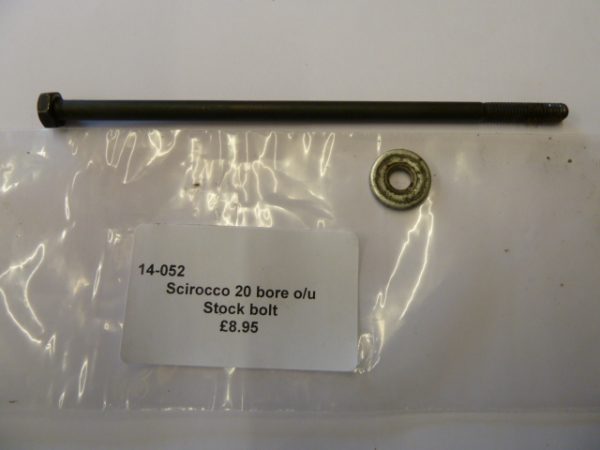 14-052
Scirocco 20 bore o/u
Stock bolt
£8.95